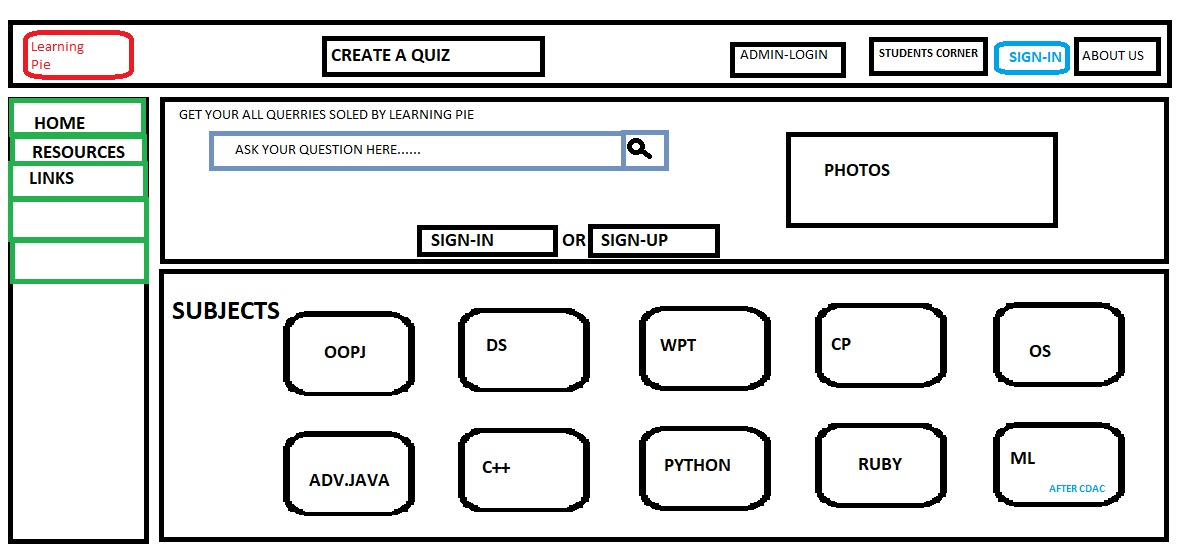 Learning
Pie
CREATE A QUIZ
ADMIN-LOGIN
STUDENTS CORNER
SIGN-IN
ABOUT US
HOME
RESOURCES
LINKS
GET YOUR ALL QUERRIES SOLED BY LEARNING PIE
ASK YOUR QUESTION HERE......
PHOTOS
SIGN-IN OR SIGN-UP
SUBJECTS
OOPJ
DS
WPT
CP
OS
ADV.JAVA
C++
PYTHON
RUBY
ML
AFTER CDAC